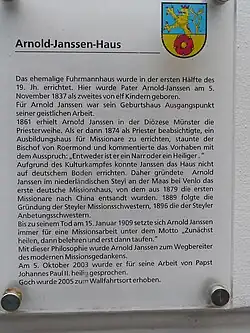 Arnold-Janssen-Haus
Das ehemalige Fuhrmannhaus wurde in der ersten Hälfte des
19. Jh. errichtet. Hier wurde Pater Arnold-Janssen am 5.
November 1837 als zweites von elf Kindern geboren.
Für Arnold Janssen war sein Geburtshaus Ausgangspunkt
seiner geistlichen Arbeit.
1861 erhielt Arnold Janssen in der Diözese Münster die
Priesterweihe. Als er dann 1874 als Priester beabsichtigte, ein
Ausbildungshaus für Missionare zu errichten, staunte der
Bischof von Roermond und kommentierte das Vorhaben mit
dem Ausspruch: „Entweder ist er ein Narr oder ein Heiliger".
Aufgrund des Kulturkampfes konnte Janssen das Haus nicht
auf deutschem Boden errichten. Daher gründete Arnold
Janssen im niederländischen Steyl an der Maas bei Venlo das
erste deutsche Missionshaus, von dem aus 1879 die ersten
Missionare nach China entsandt wurden. 1889 folgte die
Gründung der Steyler Missionsschwestern, 1896 die der Steyler
Anbetungsschwestern.
Bis zu seinem Tod am 15. Januar 1909 setzte sich Arnold Janssen
immer für eine Missionsarbeit unter dem Motto „Zunächst
heilen, dann belehren und erst dann taufen."
Mit dieser Philosophie wurde Arnold Janssen zum Wegbereiter
des modernen Missionsgedankens.
Am 5. Oktober 2003 wurde er für seine Arbeit von Papst
Johannes Paul II. heilig gesprochen.
Goch wurde 2005 zum Wallfahrtsort erhoben.